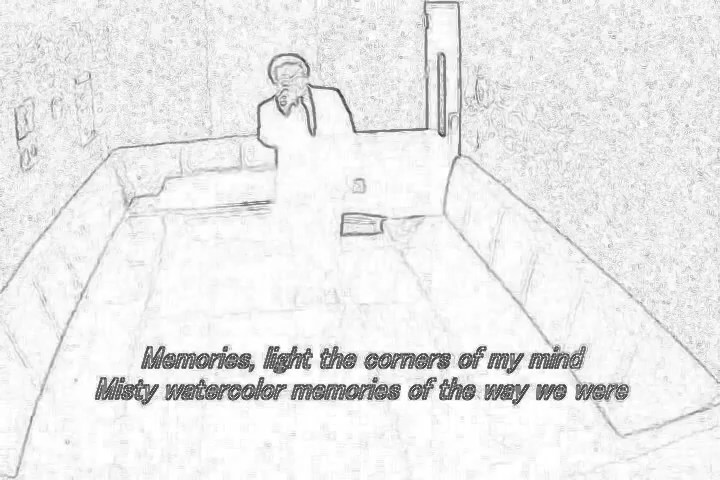 Memories, light the corners of my mind
Misty watercolor memories of the way we were